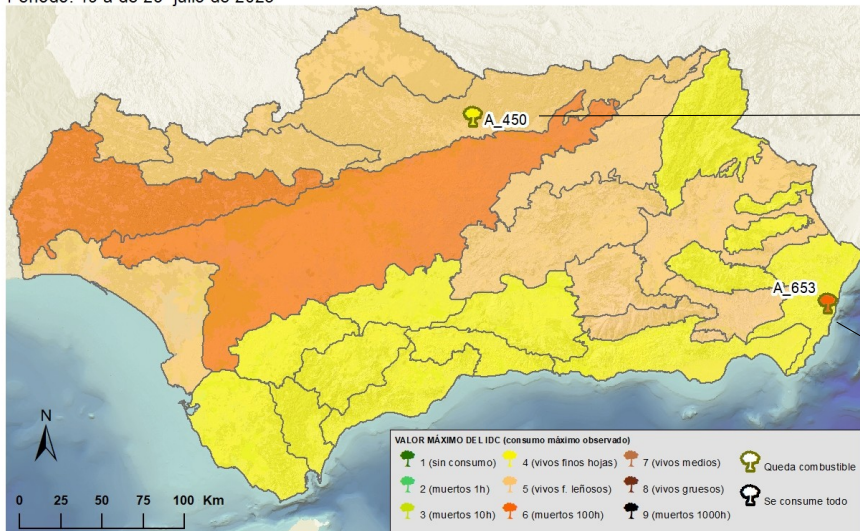 A_450
A_653
N
0 25 50 75 100 Km
VALOR MÁXIMO DEL IDC (consumo máximo observado)
1 (sin consumo) 4 (vivos finos hojas) 7 (vivos medios) Queda combustible
2 (muertos 1h) 5 (vivos f. leñosos) 8 (vivos gruesos) Se consume todo
3 (muertos 10h) 6 (muertos 100h) 9 (muertos 1000h)